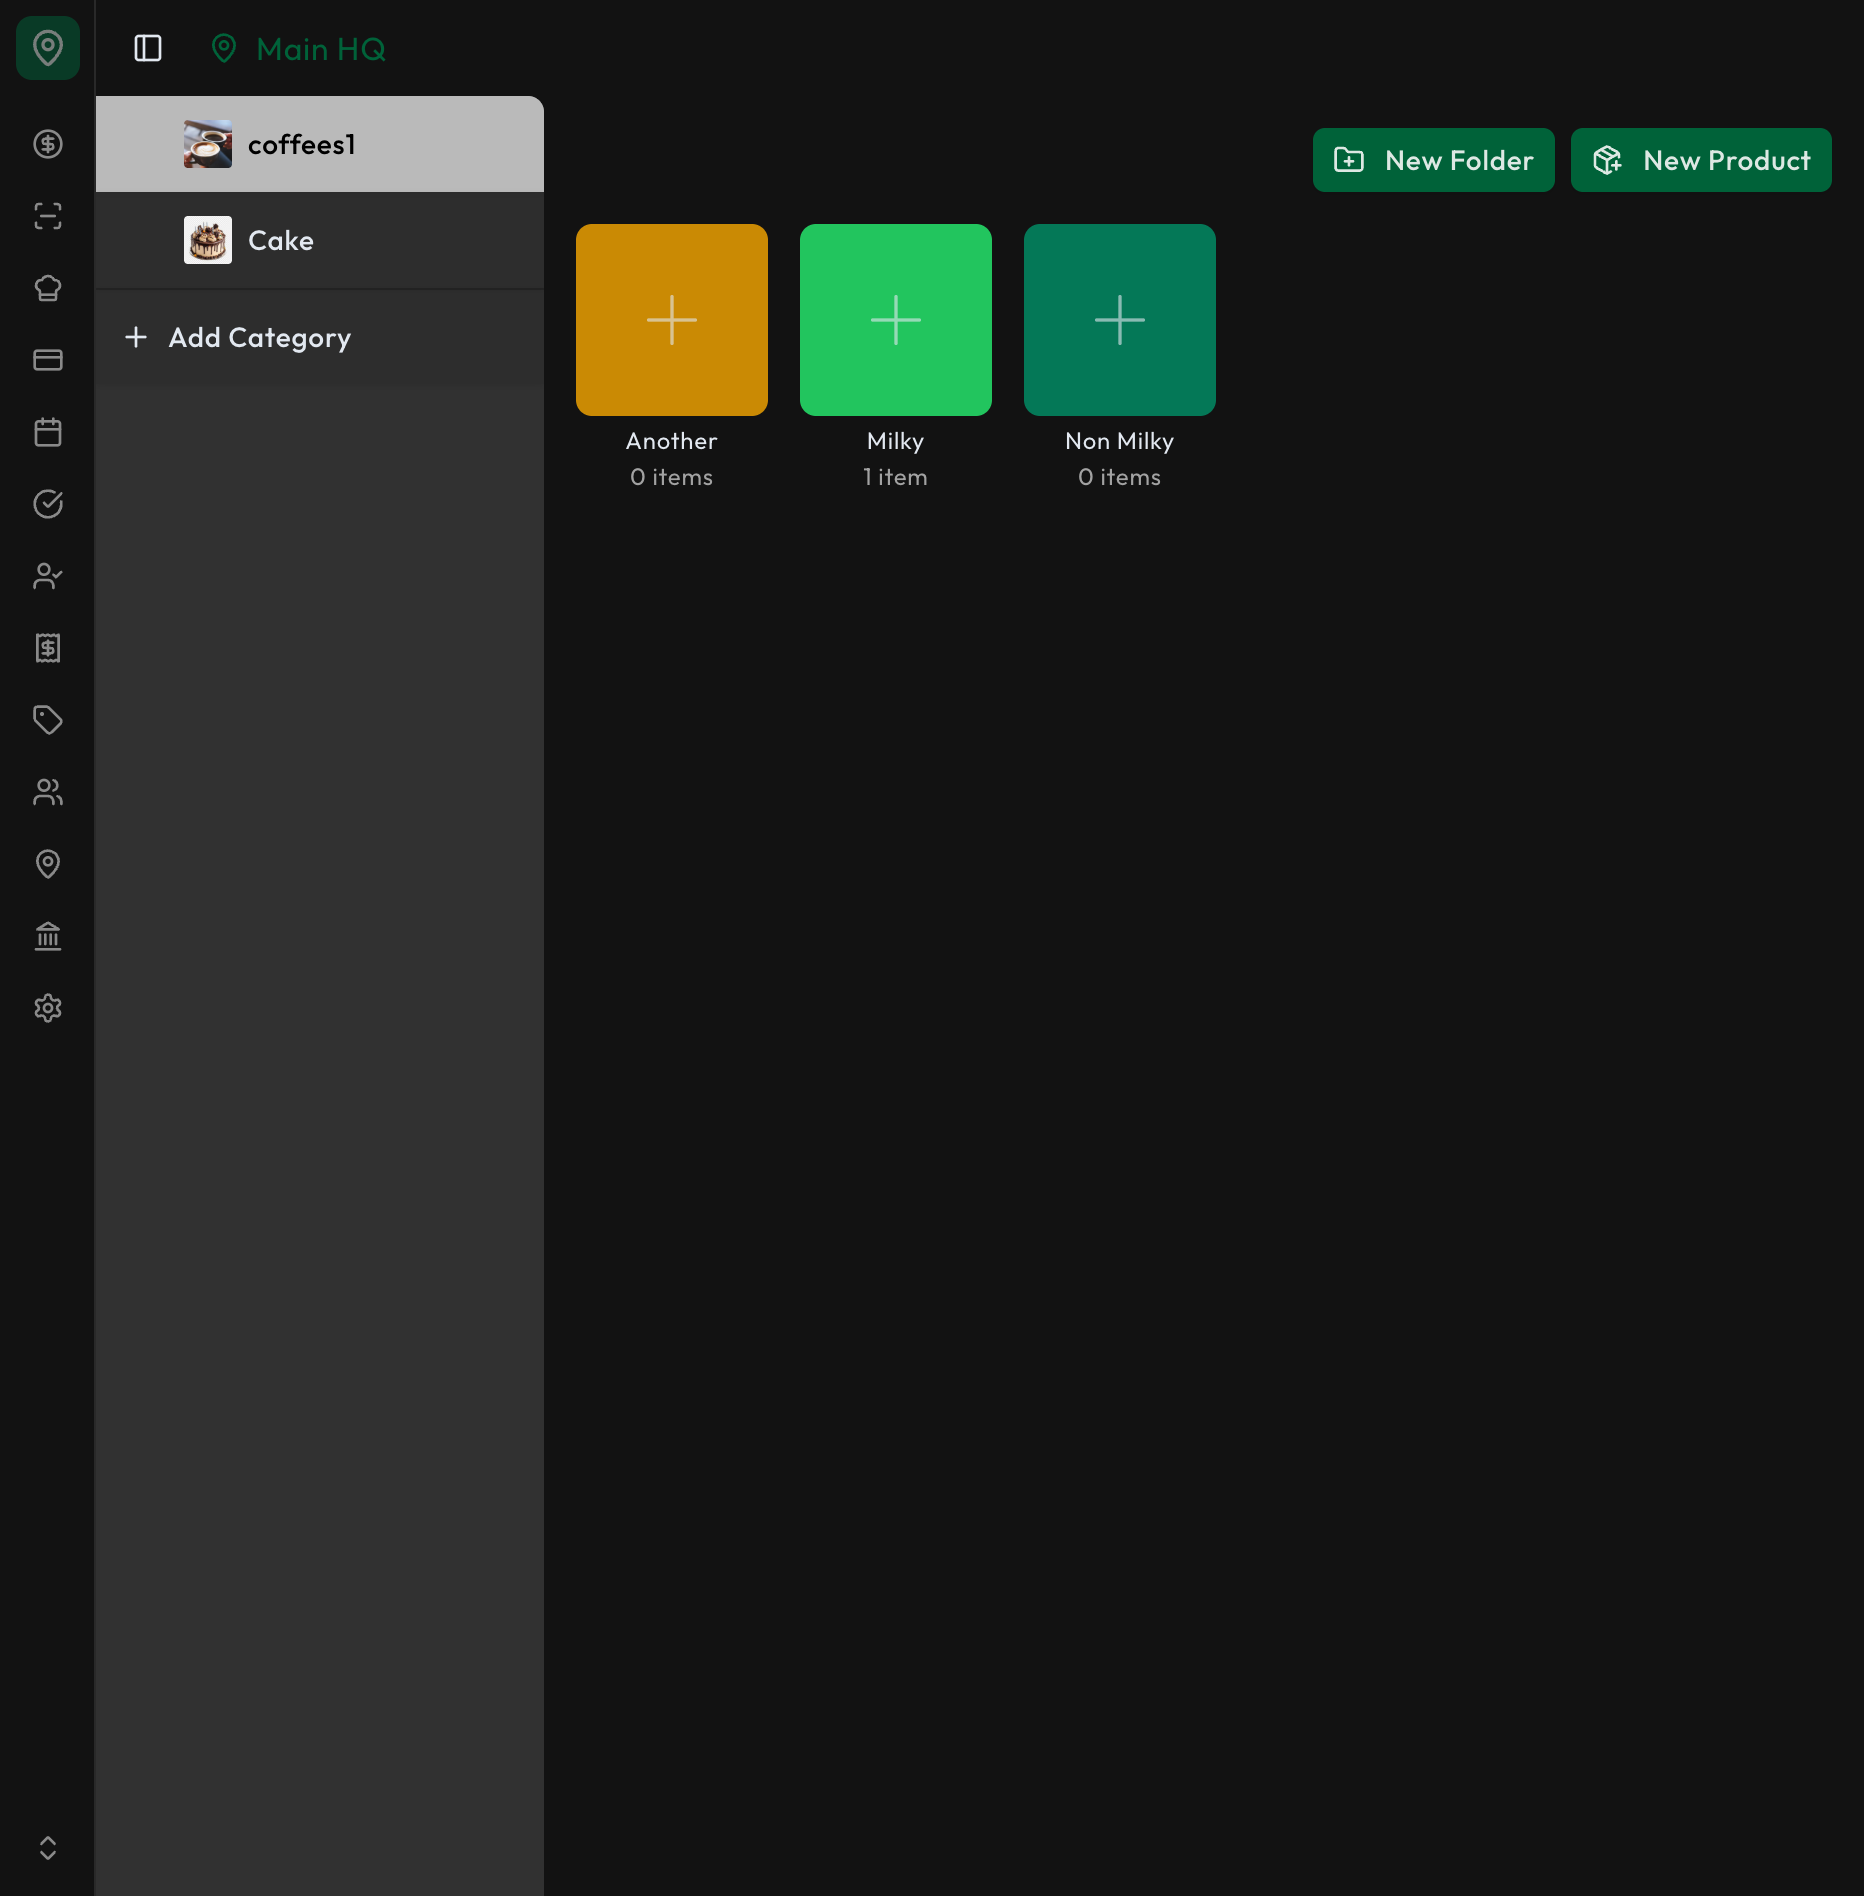 Main HQ
coffees1
Cake
Add Category
New Folder
New Product
Another
0 items
Milky
1 item
Non Milky
0 items